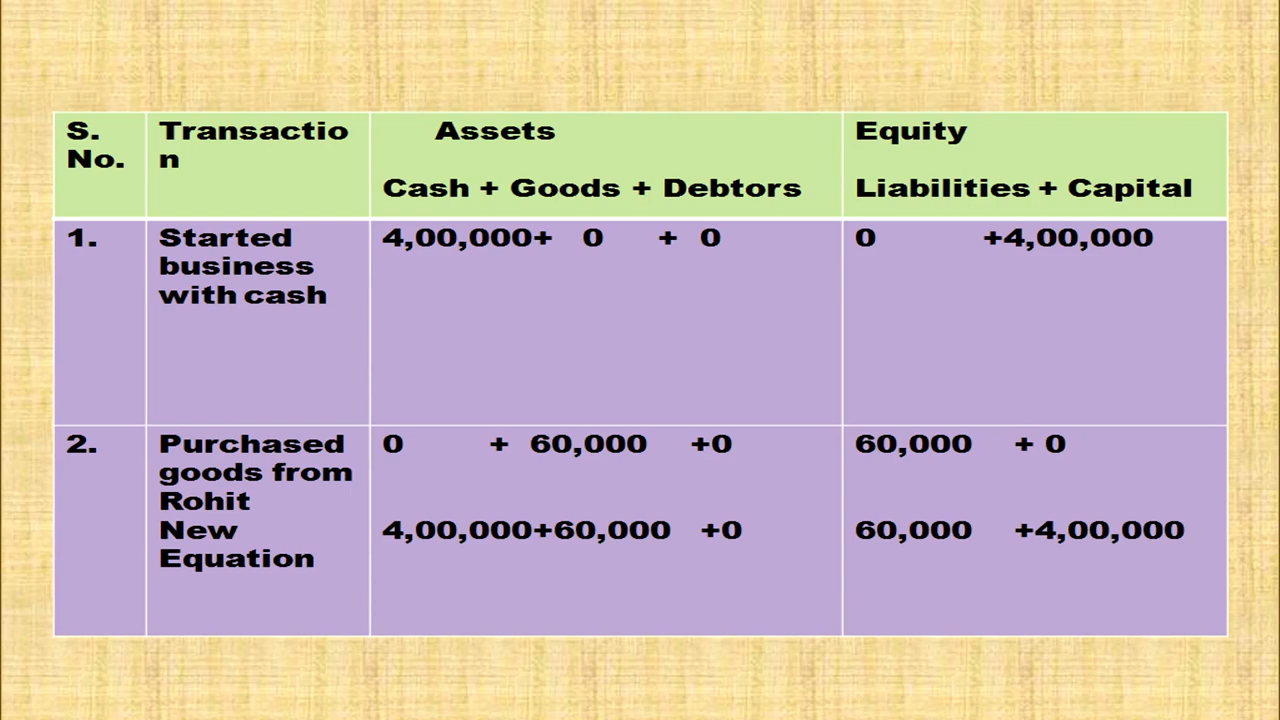 S. No. Transaction Assets Equity
Cash + Goods + Debtors Liabilities + Capital
1. Started business with cash 4,00,000+ 0 + 0 0 +4,00,000
2. Purchased goods from Rohit 0 + 60,000 +0 60,000 + 0
New Equation 4,00,000+60,000 +0 60,000 +4,00,000